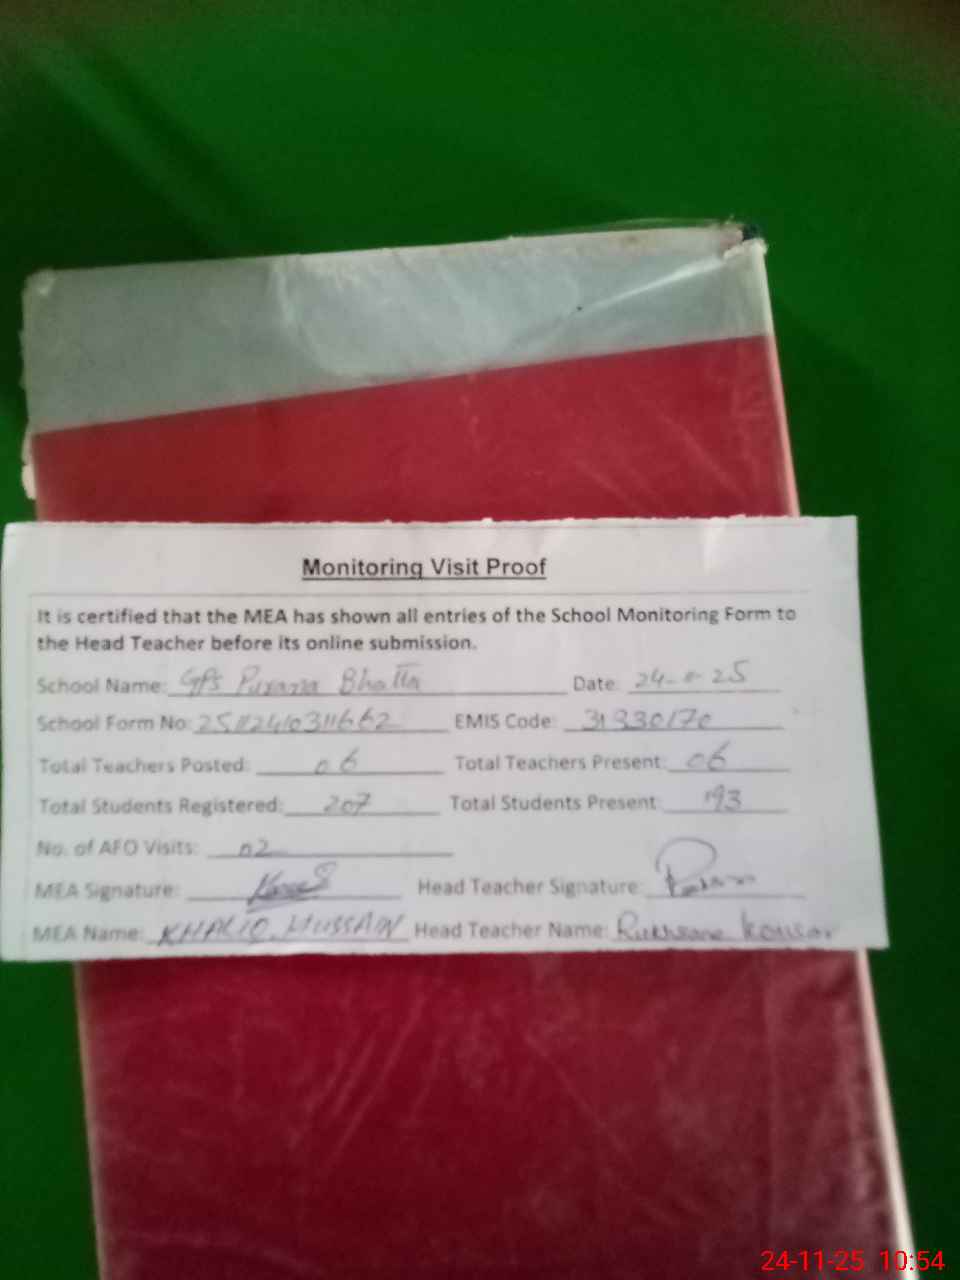 Monitoring Visit Proof
It is certified that the MEA has shown all entries of the School Monitoring Form to
the Head Teacher before its online submission.
School Name: GPS Purana Bhatta Date: 24-11-25
School Form No: EMIS Code: 31330170
Total Teachers Posted: 06 Total Teachers Present: 06
Total Students Registered: 207 Total Students Present: 193
No. of AFO Visits: 02
MEA Signature: Head Teacher Signature:
MEA Name: KHALIQ HUSSAIN Head Teacher Name: Rukhsana Kousar
24-11-25 10:54